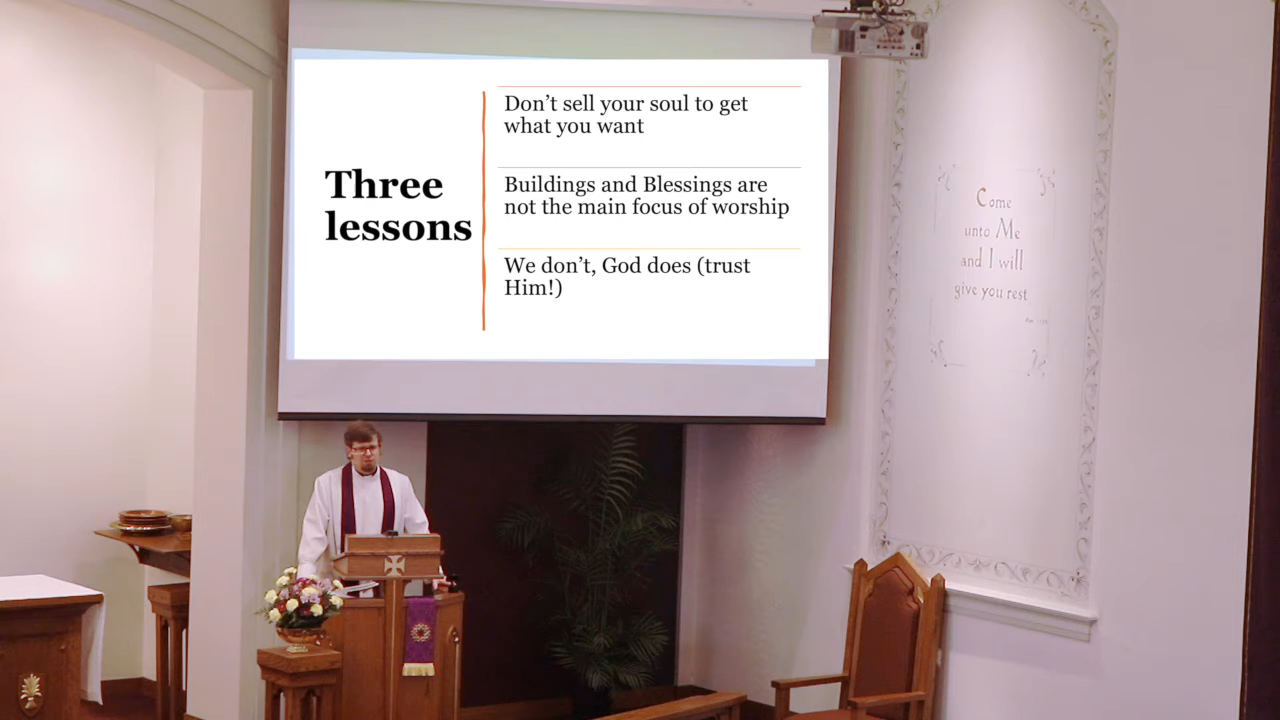 Three
lessons
Don’t sell your soul to get
what you want
Buildings and Blessings are
not the main focus of worship
We don’t, God does (trust
Him!)
Come
unto Me
and I will
give you rest